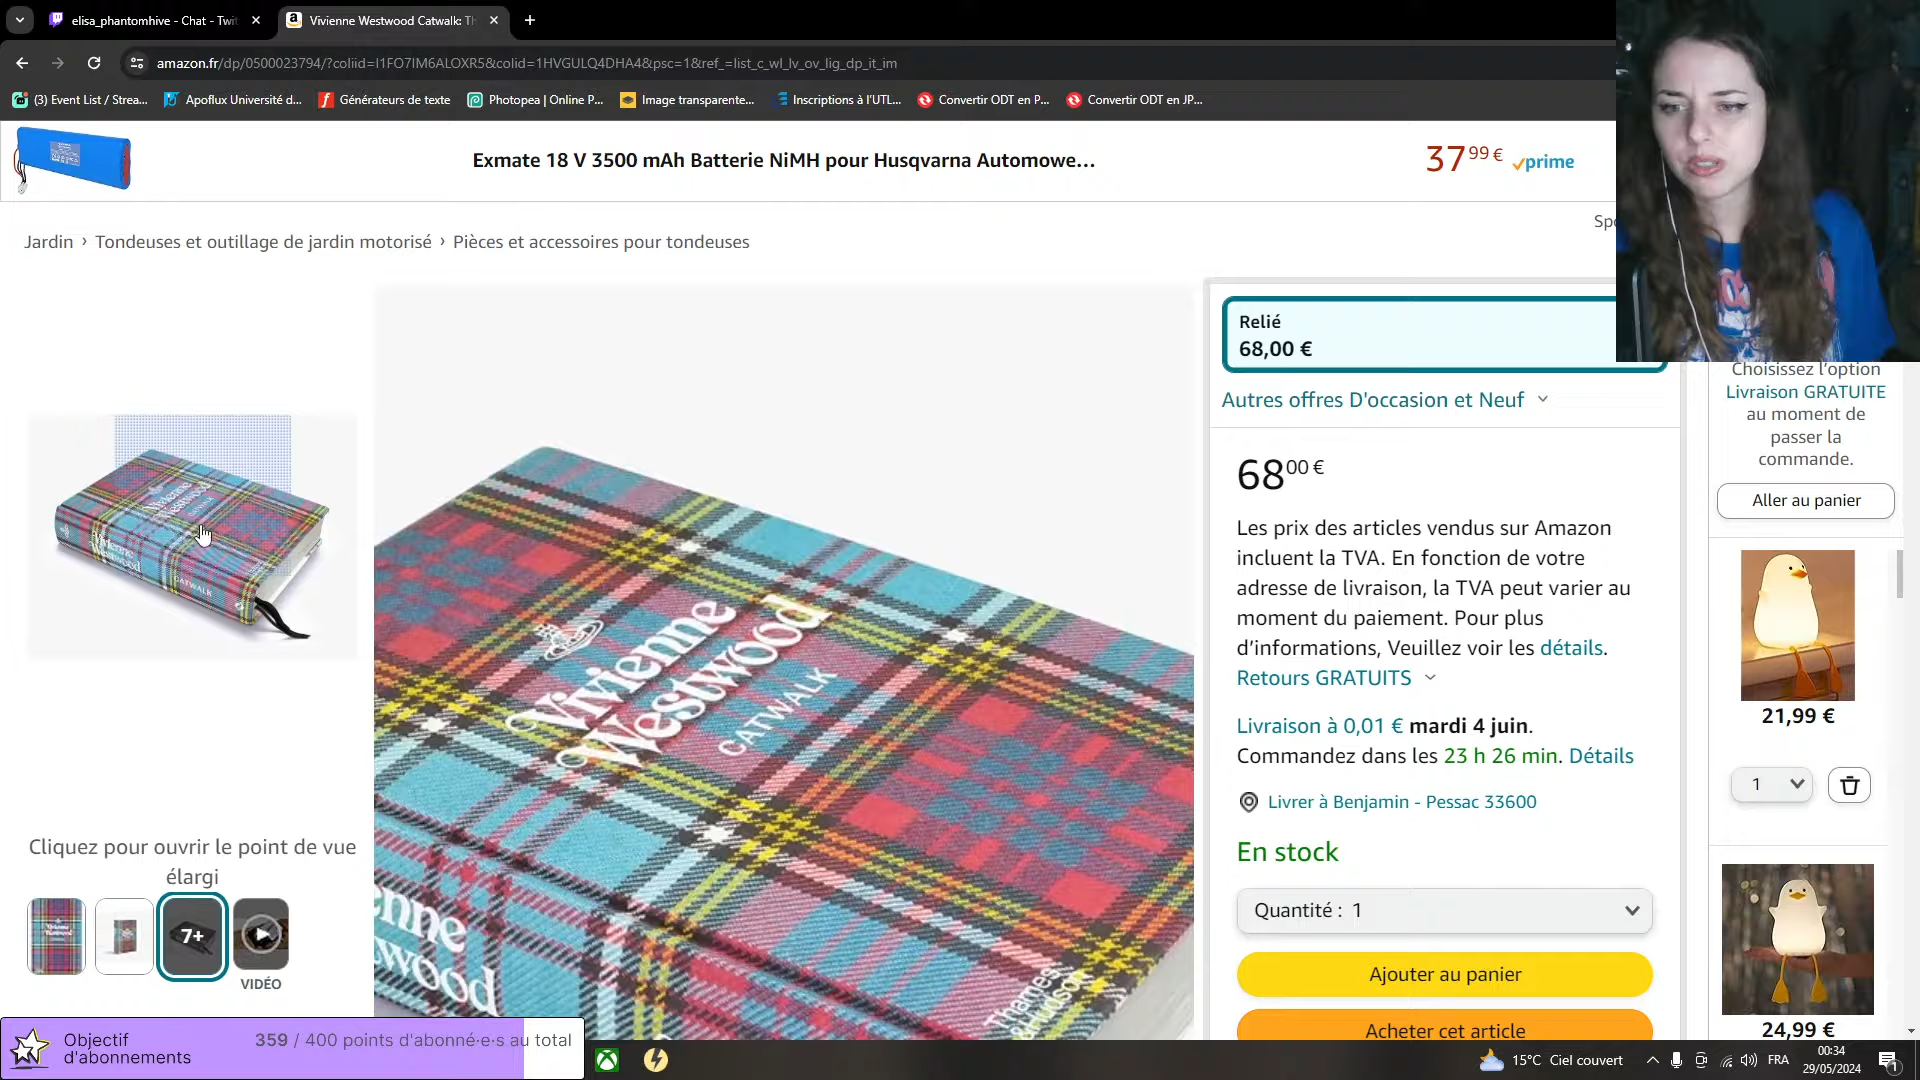 elisa_phantomhive - Chat - Twit
Vivienne Westwood Catwalk: Th
amazon.fr/dp/0500023794/?coliid=I1FO7IM6ALOXR5&colid=1HVGULQ4DHA4&psc=1&ref_=list_c_wl_lv_ov_lig_dp_it_im
(3) Event List / Strea...
Apoflux Université d...
Générateurs de texte
Photopea | Online P...
Image transparente...
Inscriptions à l'UTL...
Convertir ODT en P...
Convertir ODT en JP...
Exmate 18 V 3500 mAh Batterie NiMH pour Husqvarna Automowe...
37,99 €
prime
Jardin › Tondeuses et outillage de jardin motorisé › Pièces et accessoires pour tondeuses
Relié
68,00 €
Autres offres D'occasion et Neuf
68,00 €
Les prix des articles vendus sur Amazon
incluent la TVA. En fonction de votre
adresse de livraison, la TVA peut varier au
moment du paiement. Pour plus
d'informations, Veuillez voir les détails.
Retours GRATUITS
Livraison à 0,01 € mardi 4 juin.
Commandez dans les 23 h 26 min. Détails
Livrer à Benjamin - Pessac 33600
En stock
Quantité : 1
Ajouter au panier
Acheter cet article
Choisissez l'option
Livraison GRATUITE
au moment de
passer la
commande.
Aller au panier
21,99 €
1
24,99 €
Vivienne
Westwood
CATWALK
Vivienne
Westwood
CATWALK
Vivienne
Westwood
CATWALK
Thames
&Hudson
Cliquez pour ouvrir le point de vue
élargi
7+
VIDÉO
Objectif
d'abonnements
359 / 400 points d'abonné·e·s au total
15°C Ciel couvert
FRA
00:34
29/05/2024
1